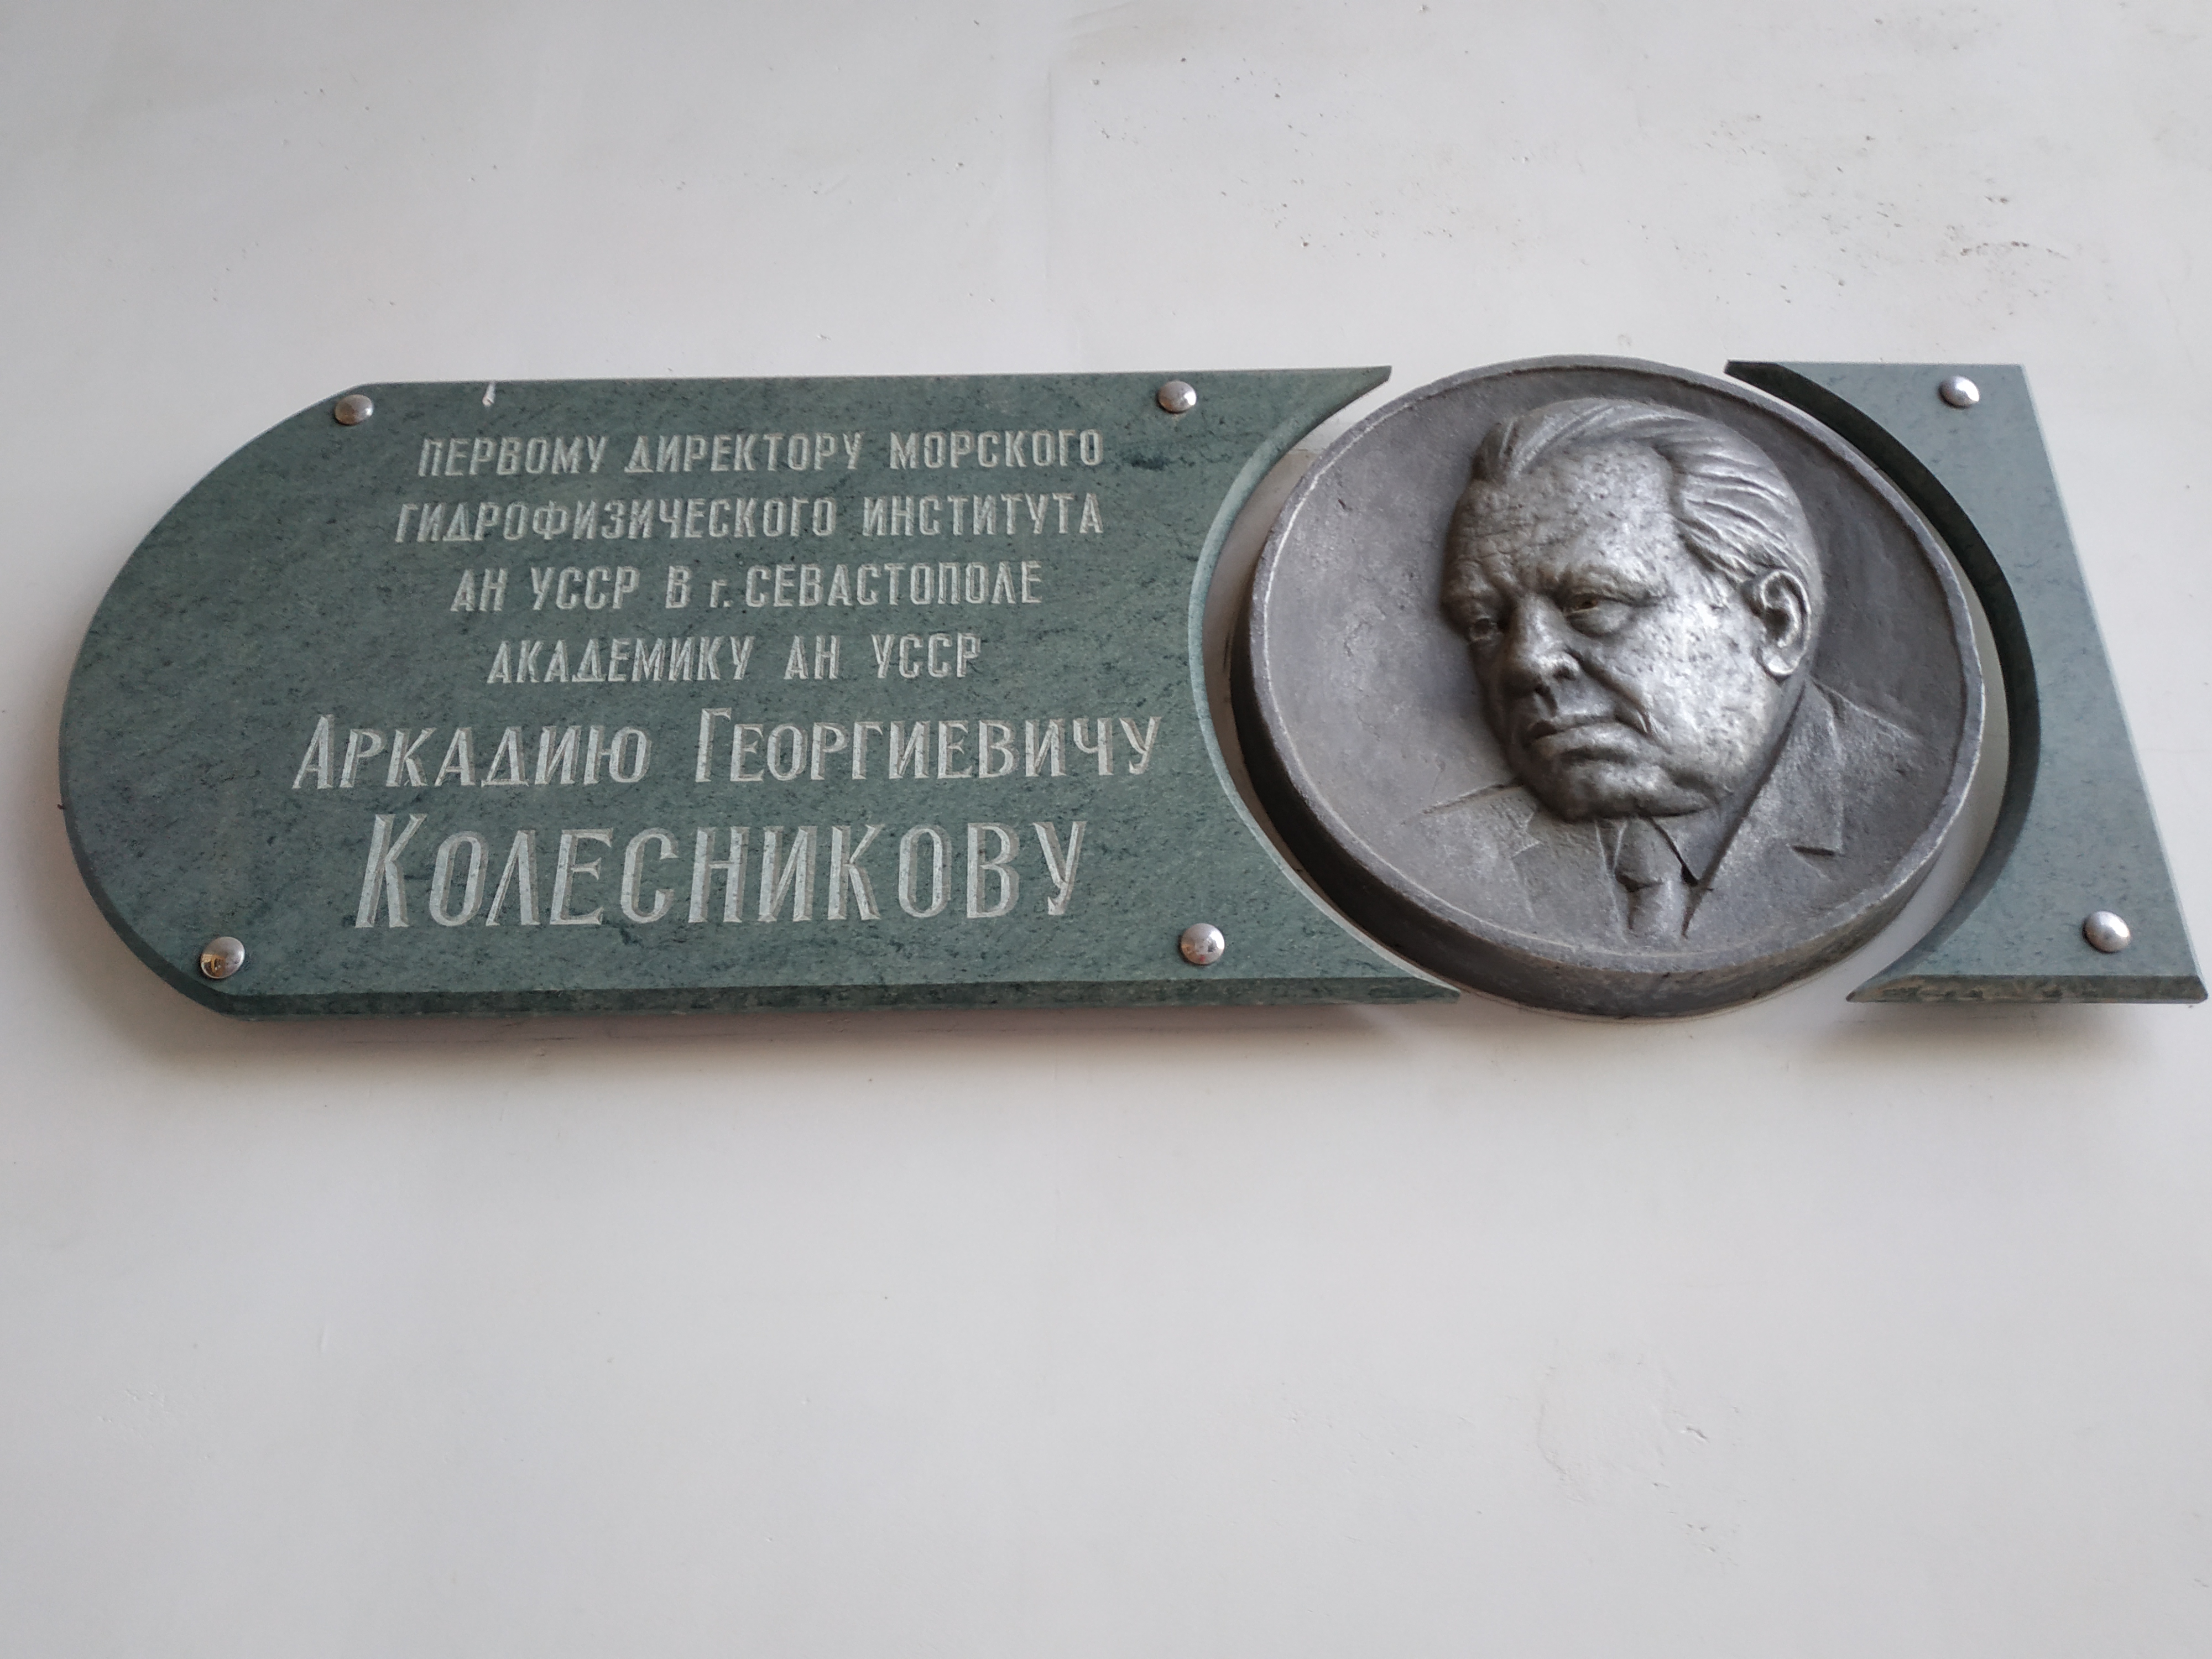 ПЕРВОМУ ДИРЕКТОРУ МОРСКОГО
ГИДРОФИЗИЧЕСКОГО ИНСТИТУТА
АН УССР В г. СЕВАСТОПОЛЕ
АКАДЕМИКУ АН УССР
АРКАДИЮ ГЕОРГИЕВИЧУ
КОЛЕСНИКОВУ